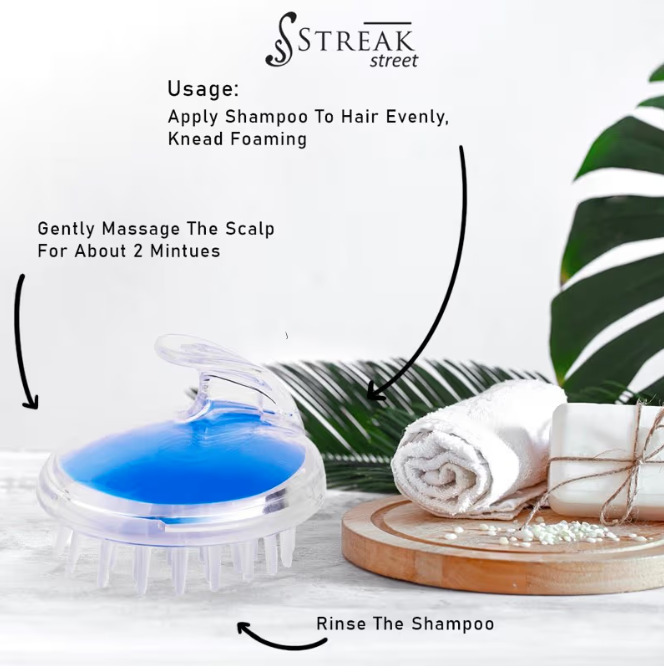 STREAK
street
Usage:
Apply Shampoo To Hair Evenly,
Knead Foaming
Gently Massage The Scalp
For About 2 Mintues
Rinse The Shampoo